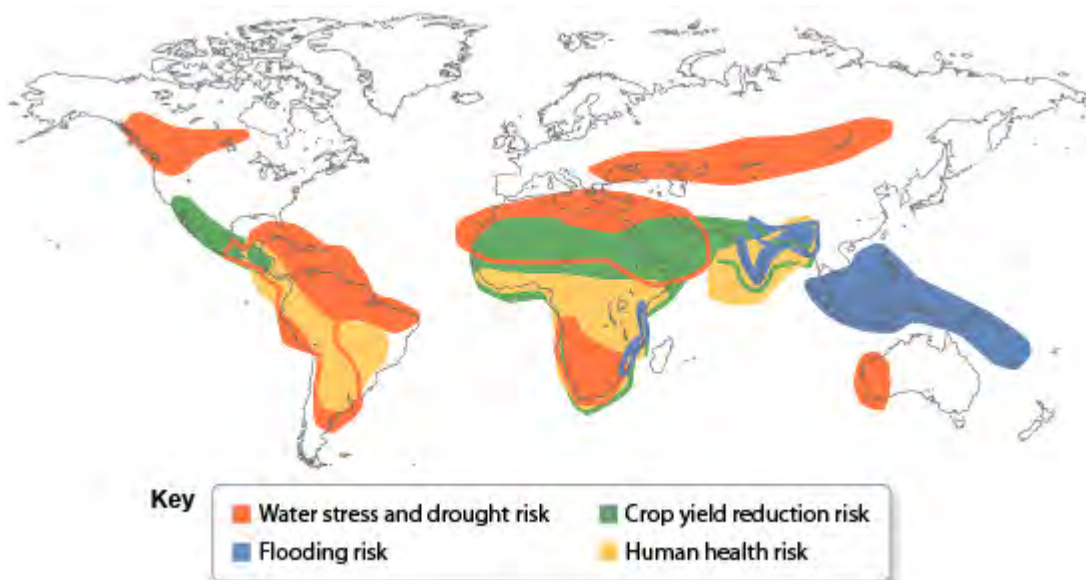 Key
Water stress and drought risk
Crop yield reduction risk
Flooding risk
Human health risk